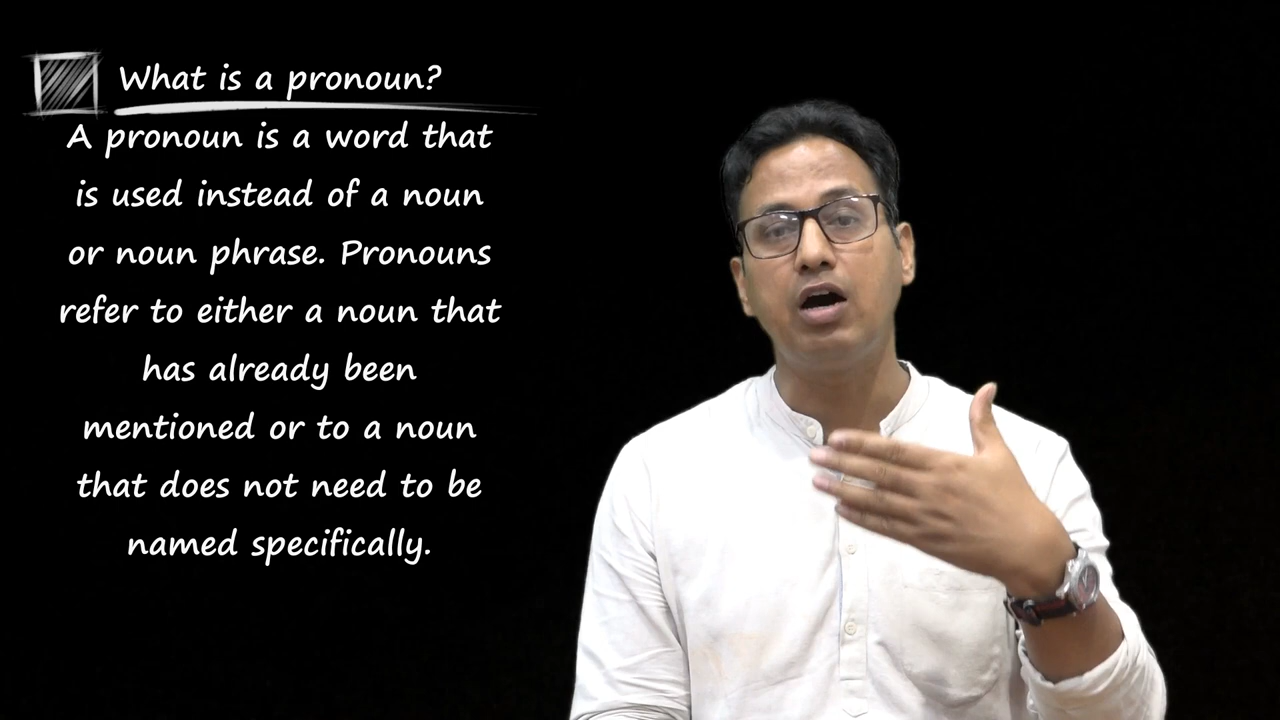 What is a pronoun?
A pronoun is a word that
is used instead of a noun
or noun phrase. Pronouns
refer to either a noun that
has already been
mentioned or to a noun
that does not need to be
named specifically.